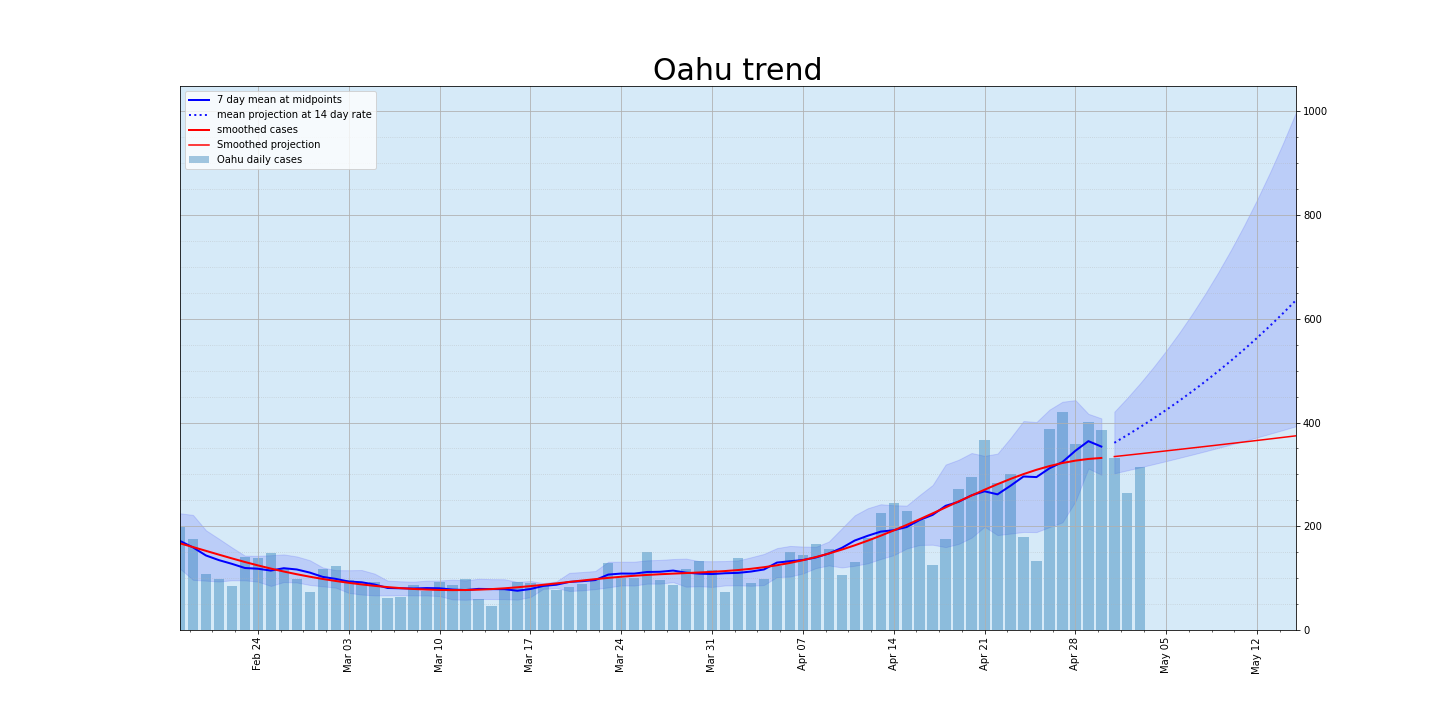 Oahu trend
7 day mean at midpoints
mean projection at 14 day rate
smoothed cases
Smoothed projection
Oahu daily cases
1000
800
600
400
200
0
Feb 24
Mar 03
Mar 10
Mar 17
Mar 24
Mar 31
Apr 07
Apr 14
Apr 21
Apr 28
May 05
May 12